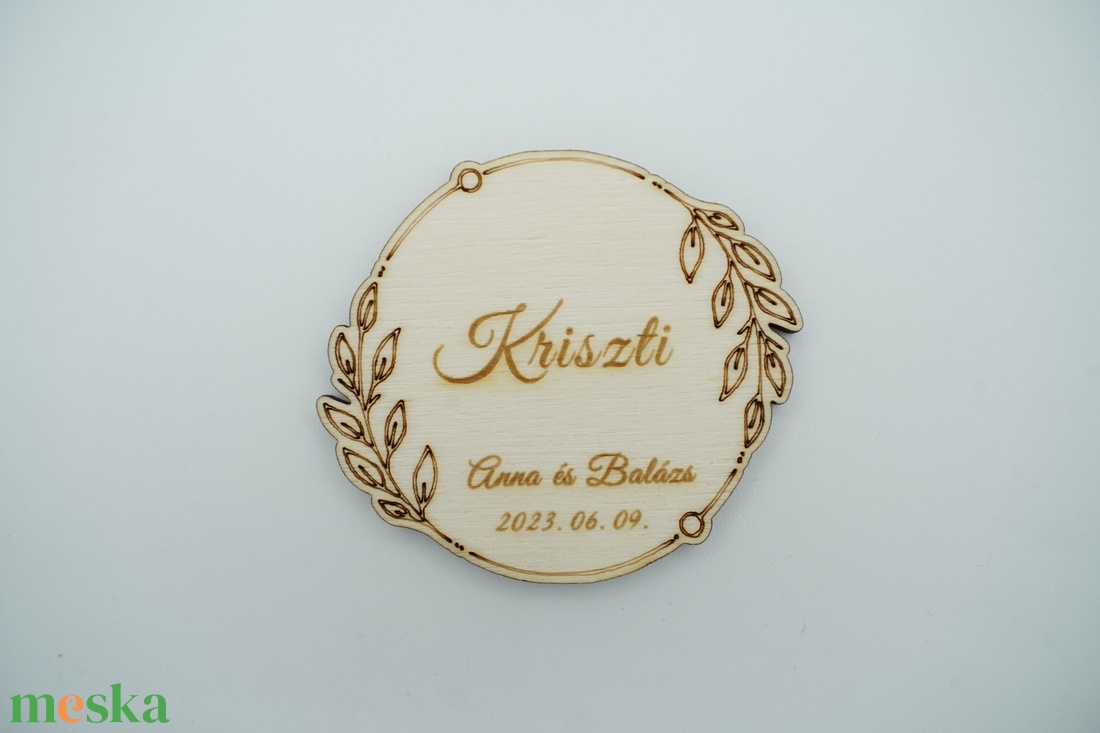 Kriszti
Anna és Balázs
2023. 06. 09.
meska